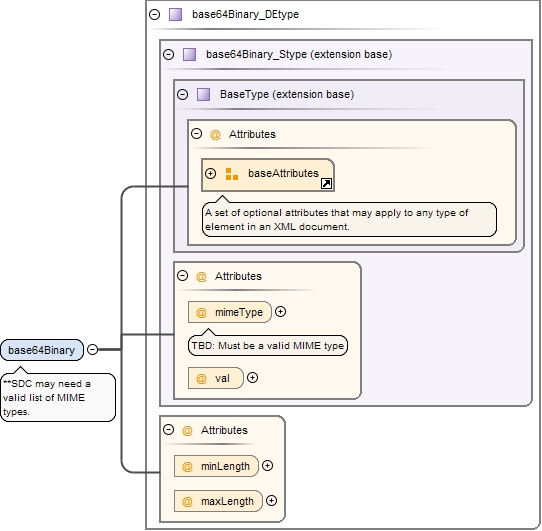 base64Binary_DEtype
base64Binary_Stype (extension base)
BaseType (extension base)
@ Attributes
baseAttributes
A set of optional attributes that may apply to any type of
element in an XML document.
@ Attributes
@ mimeType
TBD: Must be a valid MIME type
@ val
base64Binary
**SDC may need a
valid list of MIME
types.
@ Attributes
@ minLength
@ maxLength